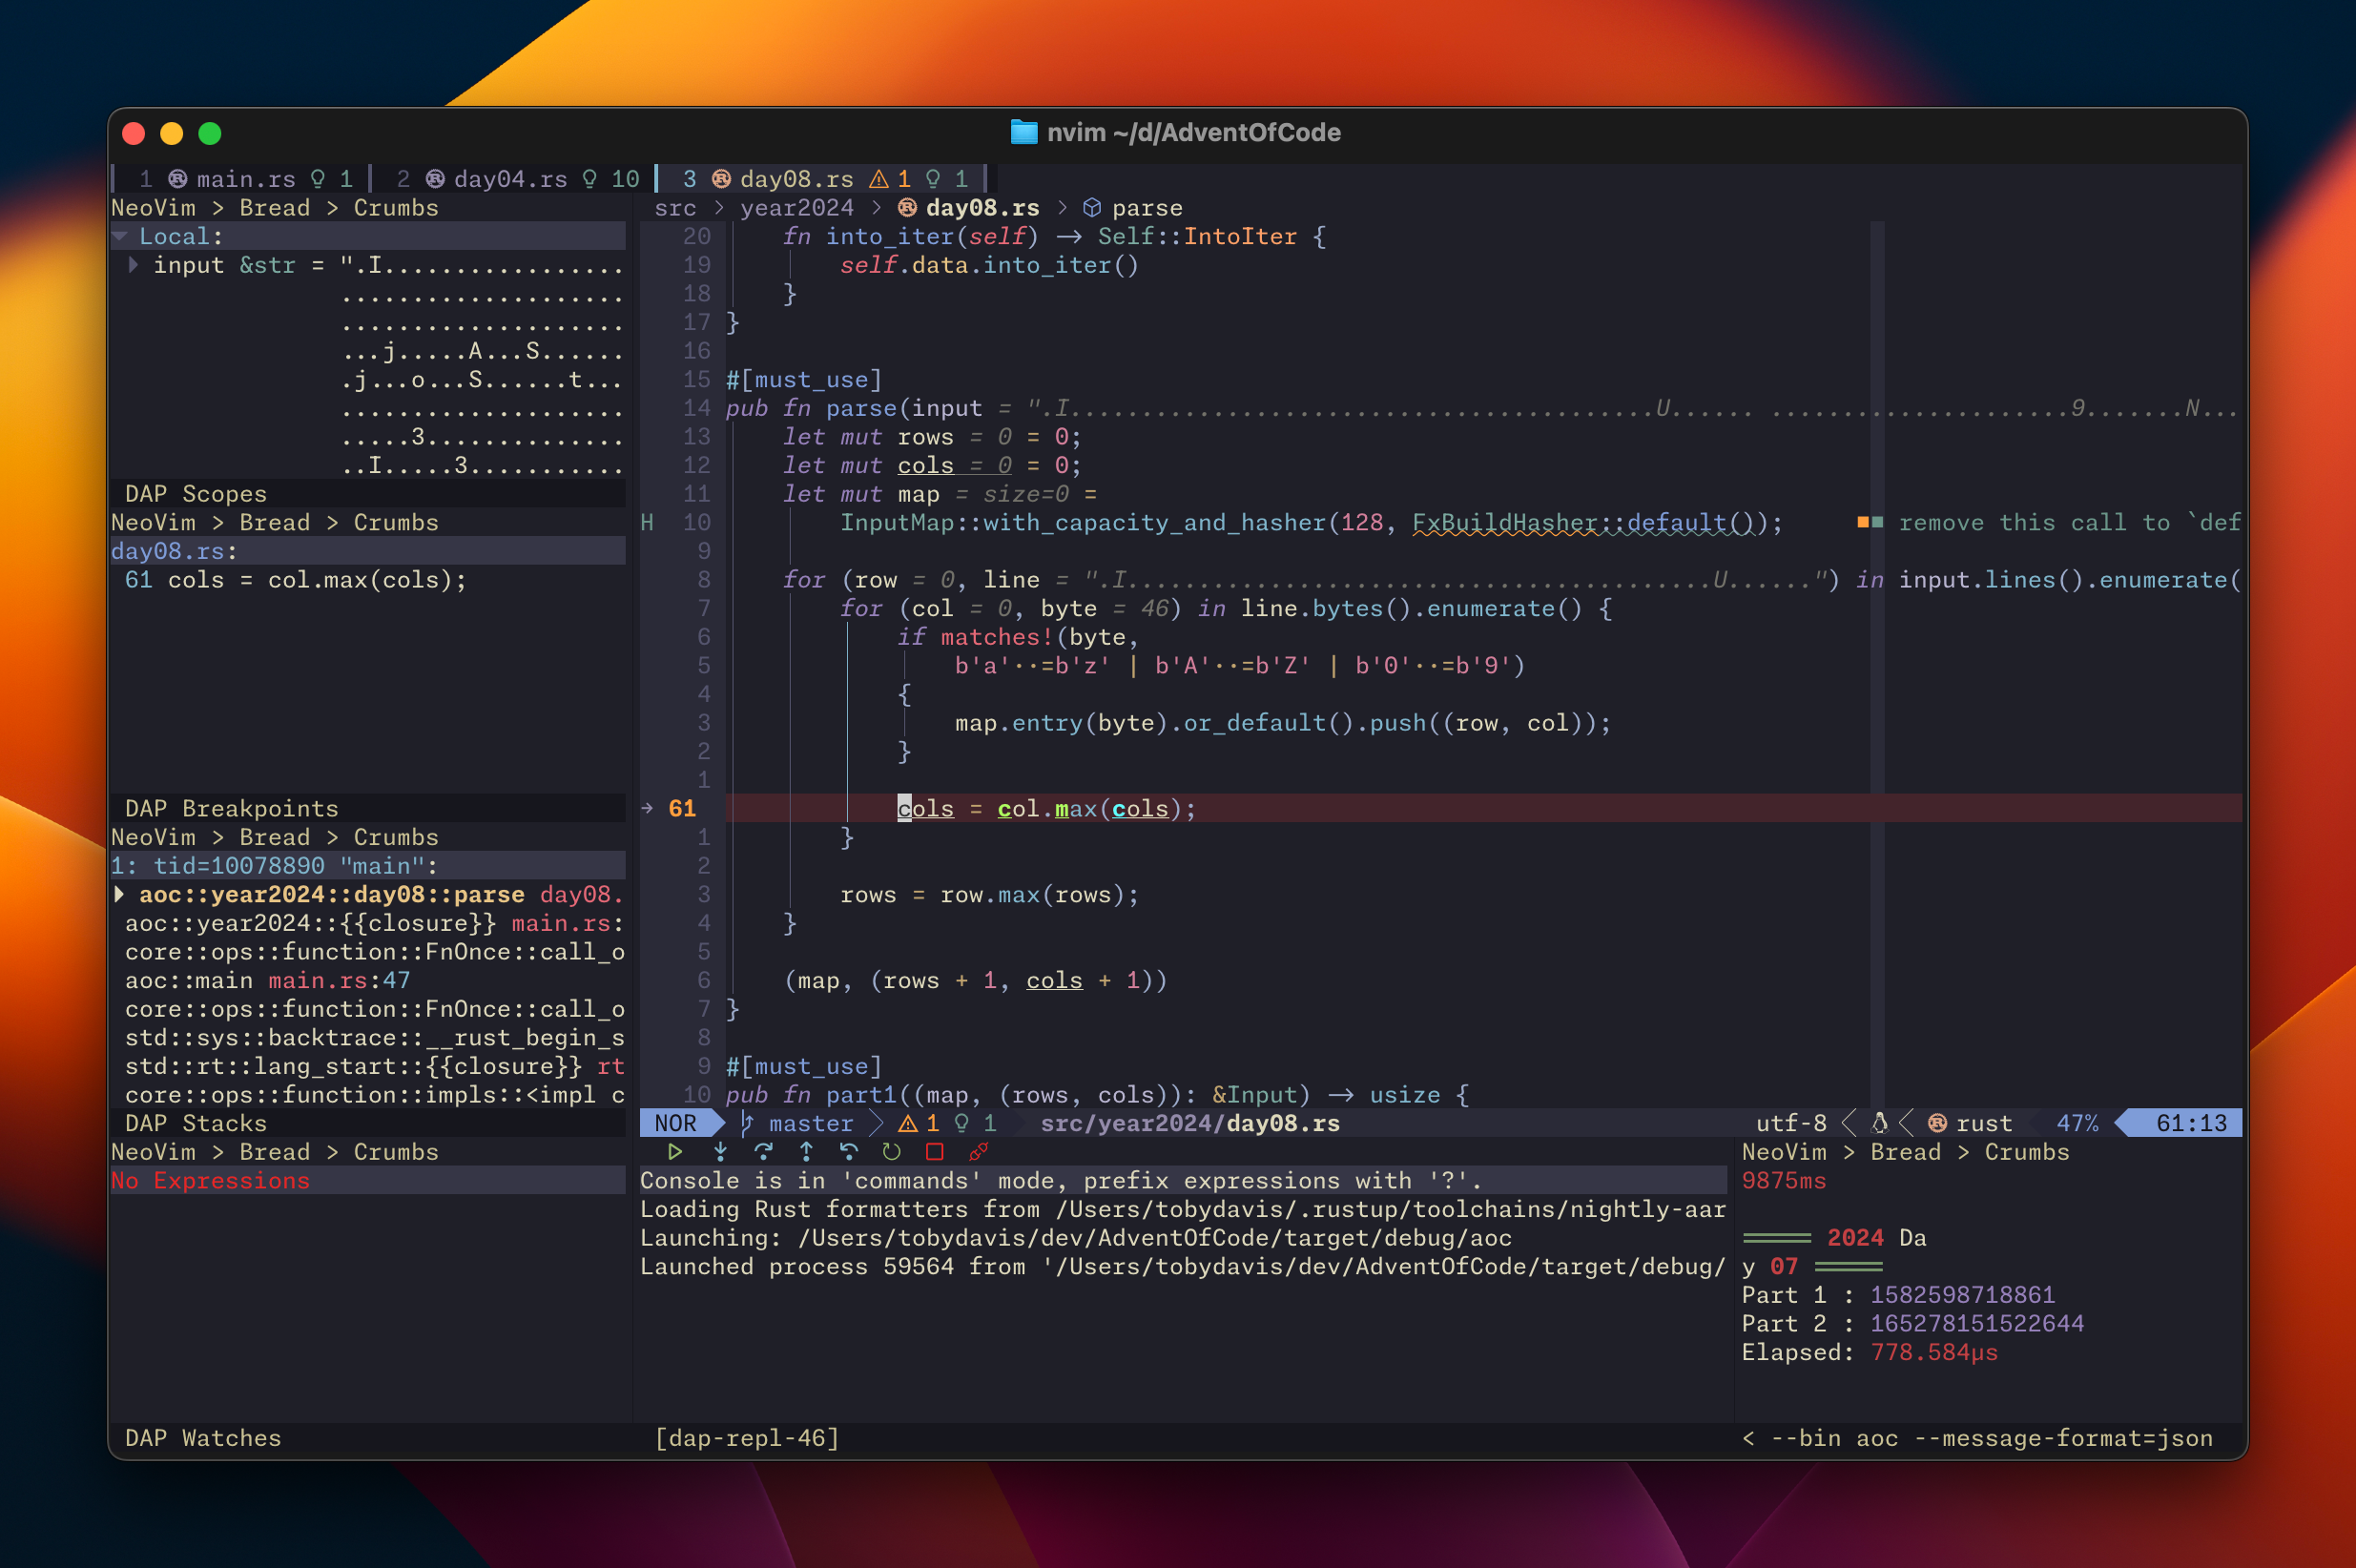 nvim ~/d/AdventOfCode
1 main.rs 1 2 day04.rs 10 3 day08.rs 1 1
NeoVim > Bread > Crumbs
Local:
input &str = ".I.................
....................
....................
...j.....A...S......
.j...o...S......t...
....................
.....3..............
..I.....3...........
DAP Scopes
NeoVim > Bread > Crumbs
day08.rs:
61 cols = col.max(cols);
DAP Breakpoints
NeoVim > Bread > Crumbs
1: tid=10078890 "main":
aoc::year2024::day08::parse day08.
aoc::year2024::{{closure}} main.rs:
core::ops::function::FnOnce::call_o
aoc::main main.rs:47
core::ops::function::FnOnce::call_o
std::sys::backtrace::__rust_begin_s
std::rt::lang_start::{{closure}} rt
core::ops::function::impls::<impl c
DAP Stacks
NeoVim > Bread > Crumbs
No Expressions
DAP Watches
src > year2024 > day08.rs > parse
20 fn into_iter(self) -> Self::IntoIter {
19 self.data.into_iter()
18 }
17 }
16
15 #[must_use]
14 pub fn parse(input = ".I.........................................U...... .....................9.......N...
13 let mut rows = 0 = 0;
12 let mut cols = 0 = 0;
11 let mut map = size=0 =
H 10 InputMap::with_capacity_and_hasher(128, FxBuildHasher::default()); remove this call to `def
9
8 for (row = 0, line = ".I.........................................U......") in input.lines().enumerate(
7 for (col = 0, byte = 46) in line.bytes().enumerate() {
6 if matches!(byte,
5 b'a'..=b'z' | b'A'..=b'Z' | b'0'..=b'9')
4 {
3 map.entry(byte).or_default().push((row, col));
2 }
1
→ 61 cols = col.max(cols);
1 }
2
3 rows = row.max(rows);
4 }
5
6 (map, (rows + 1, cols + 1))
7 }
8
9 #[must_use]
10 pub fn part1((map, (rows, cols)): &Input) -> usize {
NOR master 1 1 src/year2024/day08.rs utf-8 rust 47% 61:13
Console is in 'commands' mode, prefix expressions with '?'.
Loading Rust formatters from /Users/tobydavis/.rustup/toolchains/nightly-aar
Launching: /Users/tobydavis/dev/AdventOfCode/target/debug/aoc
Launched process 59564 from '/Users/tobydavis/dev/AdventOfCode/target/debug/
[dap-repl-46]
NeoVim > Bread > Crumbs
9875ms
═════ 2024 Da
y 07 ═════
Part 1 : 1582598718861
Part 2 : 165278151522644
Elapsed: 778.584µs
< --bin aoc --message-format=json